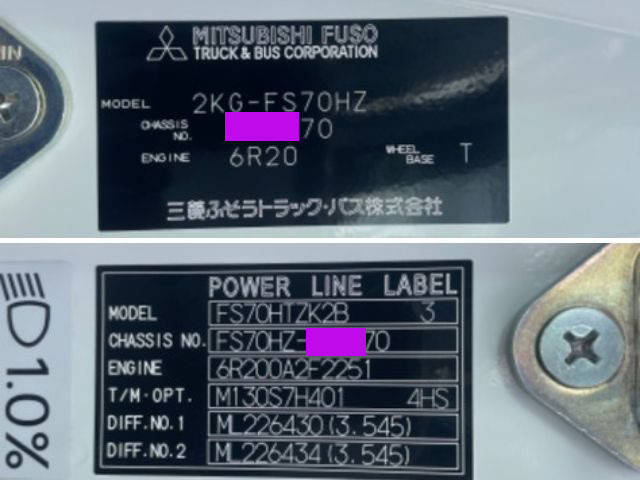 MITSUBISHI FUSO
TRUCK & BUS CORPORATION
MODEL 2KG-FS70HZ
CHASSIS NO. 70
ENGINE 6R20 WHEEL BASE T
三菱ふそうトラック・バス株式会社
POWER LINE LABEL
MODEL FS70HTZK2B 3
CHASSIS NO. FS70HZ- 70
ENGINE 6R200A2F2251
T/M・OPT. M130S7H401 4HS
DIFF.NO.1 ML226430 (3.545)
DIFF.NO.2 ML226434 (3.545)
1.0%